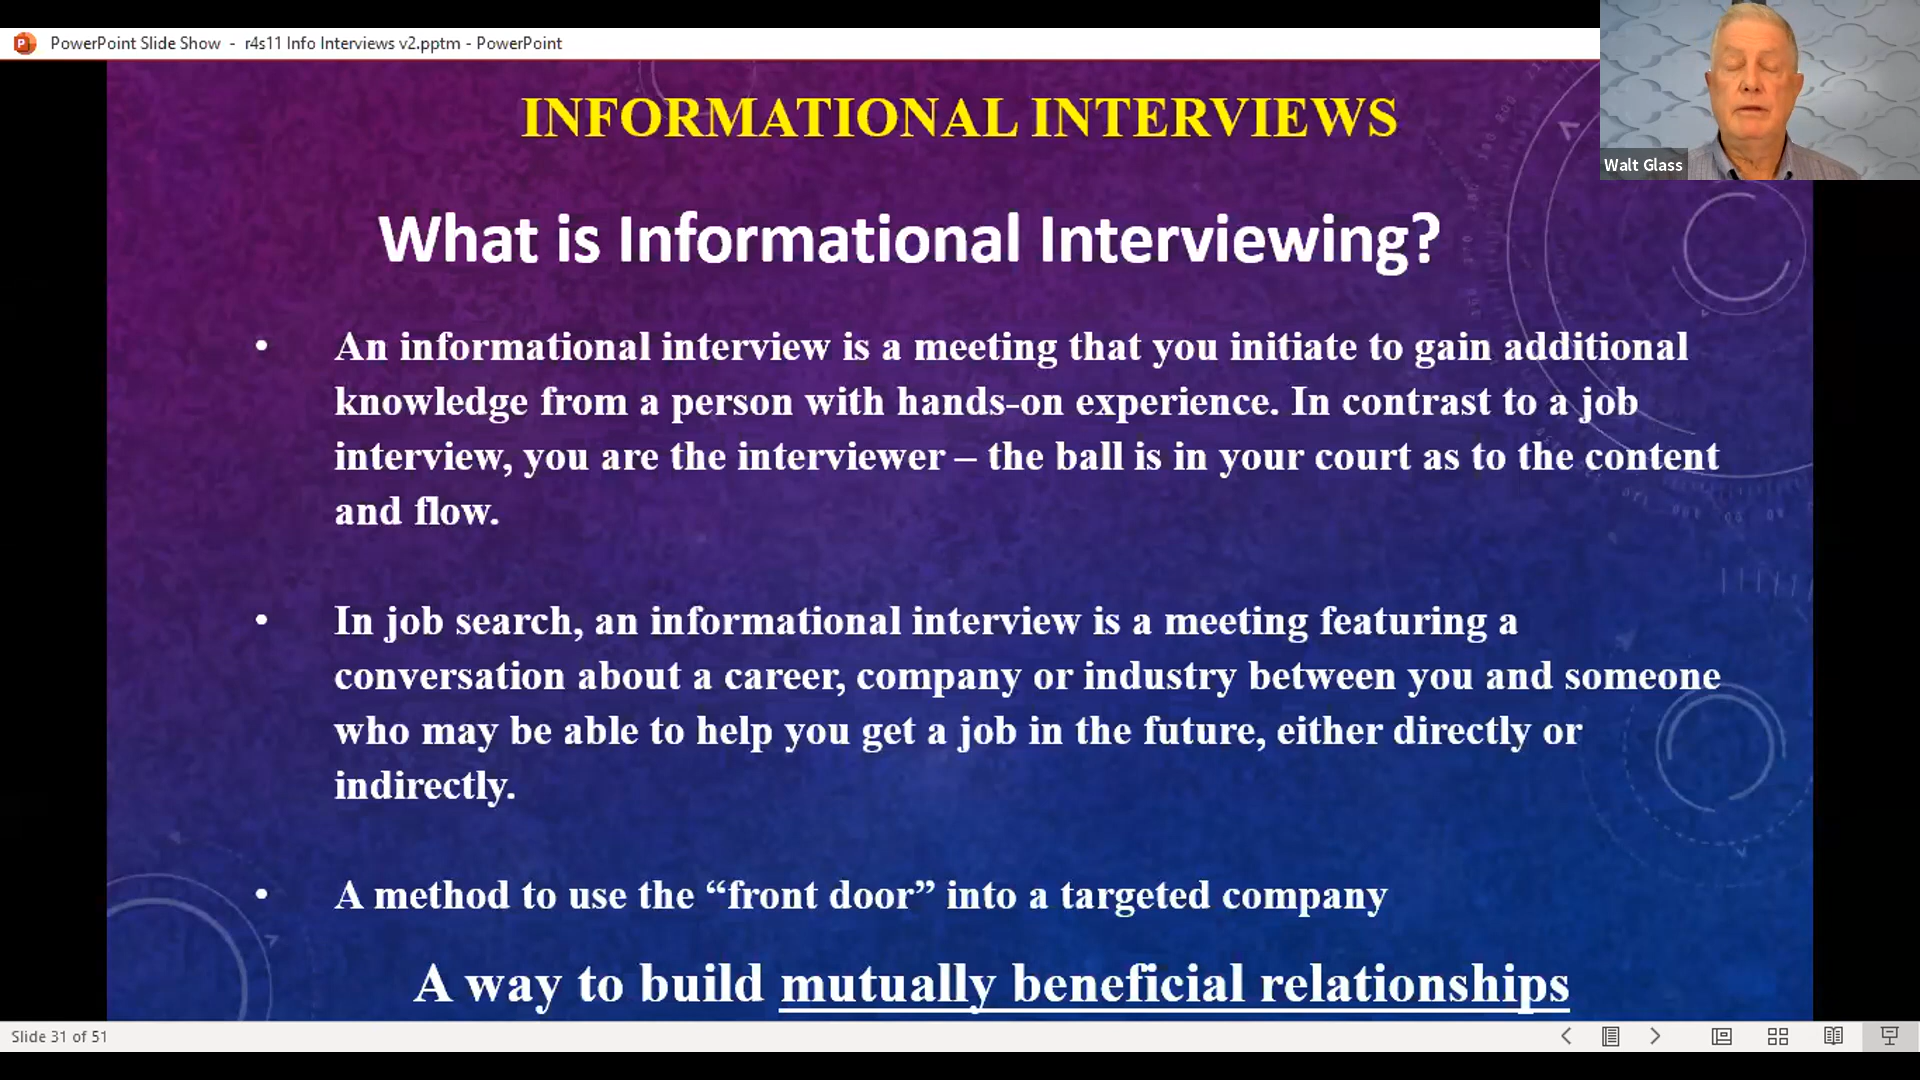 PowerPoint Slide Show - r4s11 Info Interviews v2.pptm - PowerPoint
Walt Glass
INFORMATIONAL INTERVIEWS
What is Informational Interviewing?
• An informational interview is a meeting that you initiate to gain additional
knowledge from a person with hands-on experience. In contrast to a job
interview, you are the interviewer – the ball is in your court as to the content
and flow.
• In job search, an informational interview is a meeting featuring a
conversation about a career, company or industry between you and someone
who may be able to help you get a job in the future, either directly or
indirectly.
• A method to use the “front door” into a targeted company
A way to build mutually beneficial relationships
Slide 31 of 51